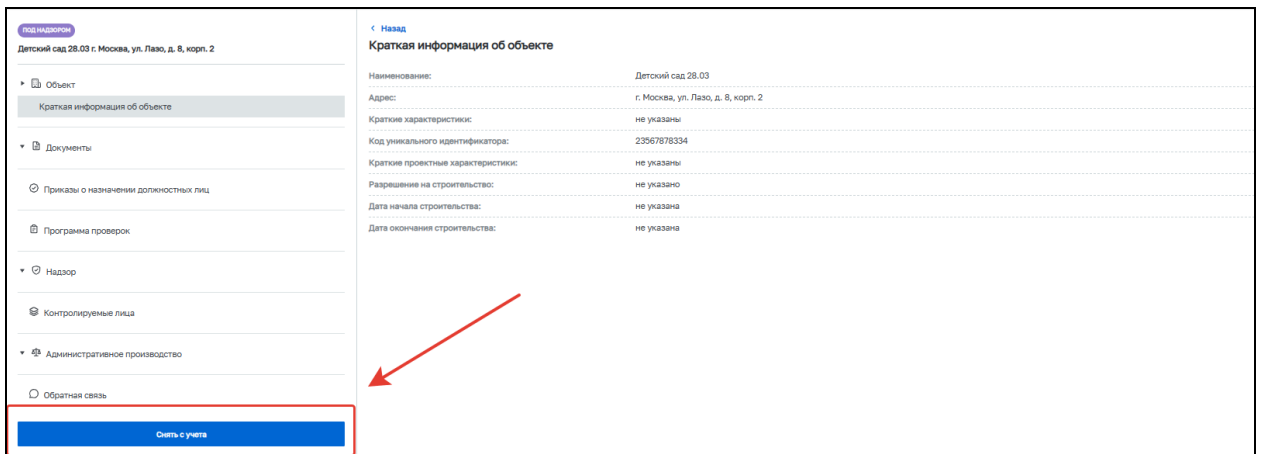 ПОД НАДЗОРОМ
Детский сад 28.03 г. Москва, ул. Лазо, д. 8, корп. 2
Объект
Краткая информация об объекте
Документы
Приказы о назначении должностных лиц
Программа проверок
Надзор
Контролируемые лица
Административное производство
Обратная связь
Снять с учета
Назад
Краткая информация об объекте
Наименование: Детский сад 28.03
Адрес: г. Москва, ул. Лазо, д. 8, корп. 2
Краткие характеристики: не указаны
Код уникального идентификатора: 23567878334
Краткие проектные характеристики: не указаны
Разрешение на строительство: не указано
Дата начала строительства: не указана
Дата окончания строительства: не указана